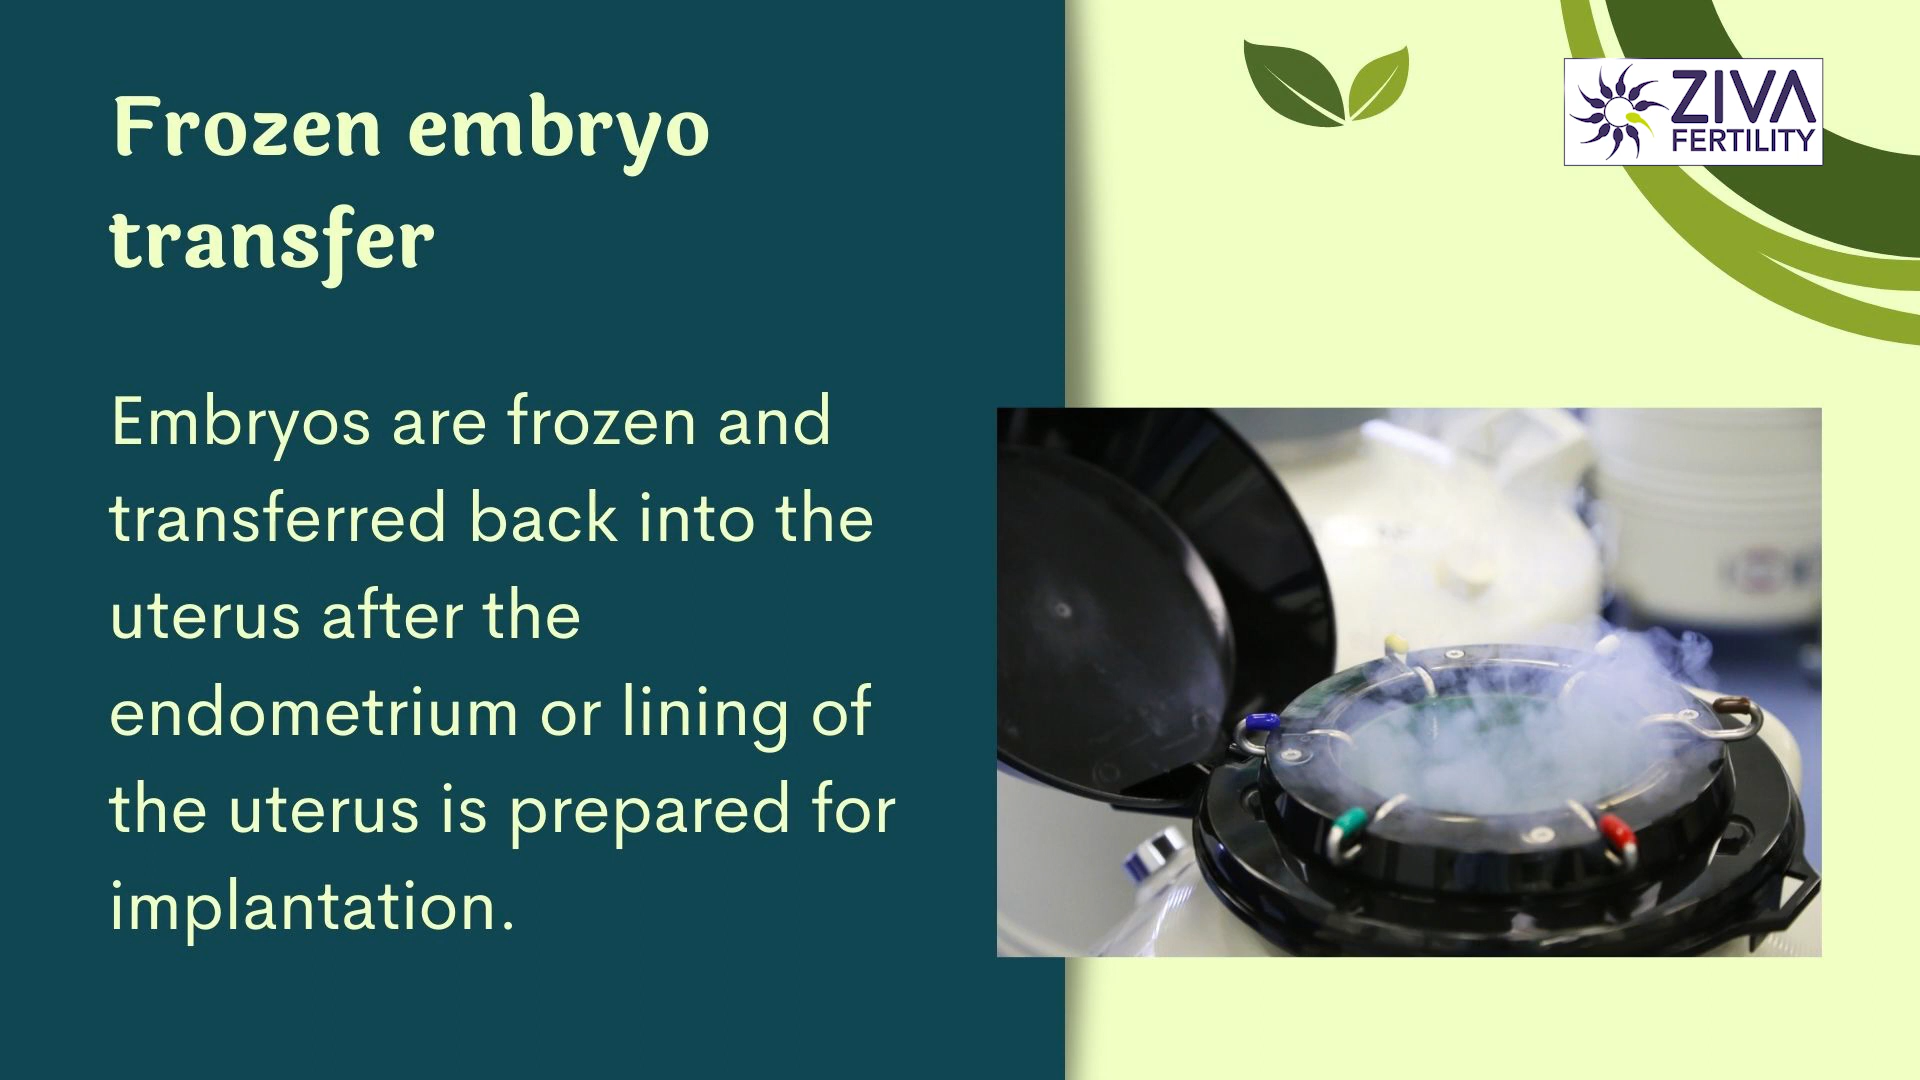 Frozen embryo
transfer
Embryos are frozen and
transferred back into the
uterus after the
endometrium or lining of
the uterus is prepared for
implantation.
ZIVA
FERTILITY